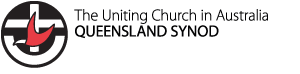 The Uniting Church in Australia
QUEENSLAND SYNOD